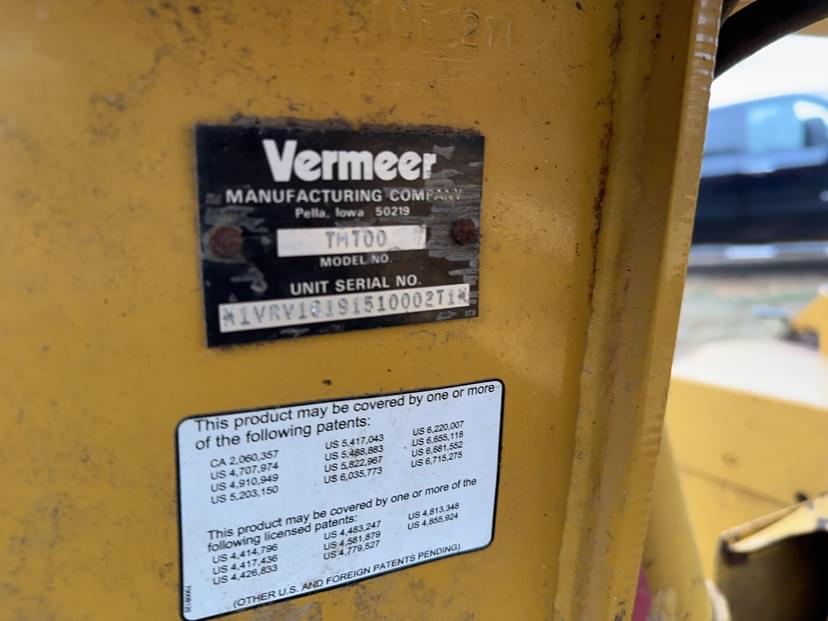 Vermeer
MANUFACTURING COMPANY
Pella, Iowa 50219
TM700
MODEL NO.
UNIT SERIAL NO.
This product may be covered by one or more
of the following patents:
CA 2,060,357 US 5,417,043 US 6,220,007
US 4,707,974 US 5,488,883 US 6,655,118
US 4,910,949 US 5,822,967 US 6,681,552
US 5,203,150 US 6,035,773 US 6,715,275
This product may be covered by one or more of the
following licensed patents:
US 4,414,796 US 4,483,247 US 4,813,348
US 4,417,436 US 4,581,879 US 4,855,924
US 4,426,833 US 4,779,527
(OTHER U.S. AND FOREIGN PATENTS PENDING)